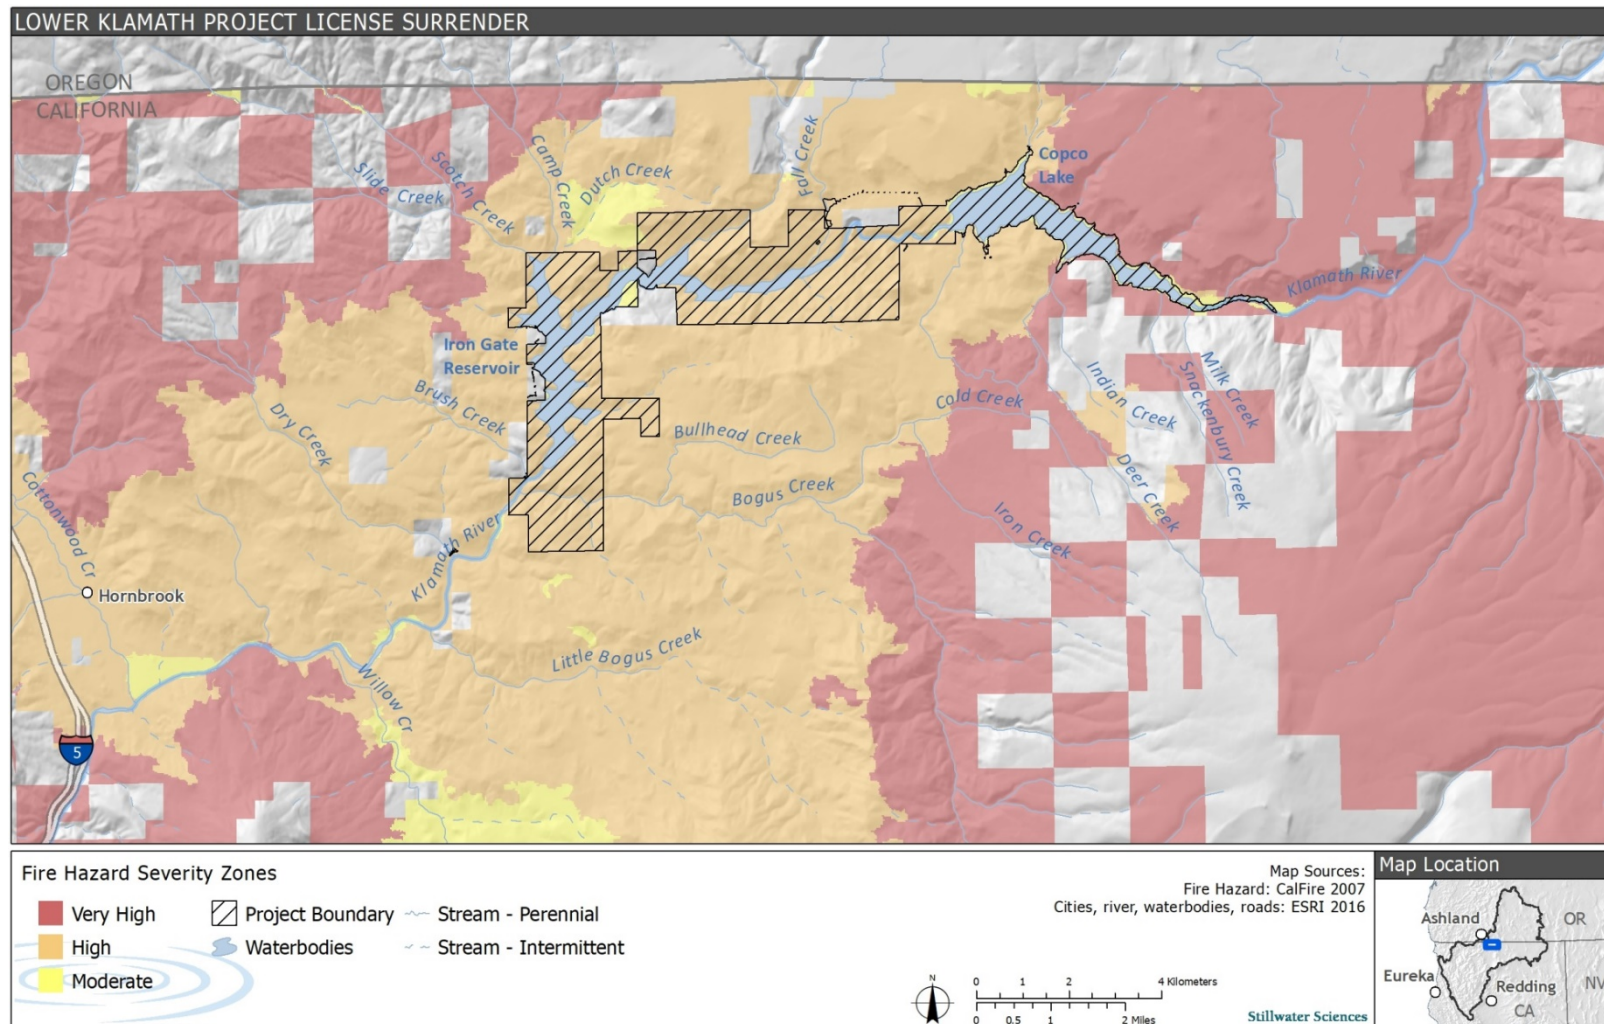 LOWER KLAMATH PROJECT LICENSE SURRENDER
OREGON
CALIFORNIA
Slide Creek
Scotch Creek
Camp Creek
Dutch Creek
Fall Creek
Copco
Lake
Klamath River
Iron Gate
Reservoir
Brush Creek
Dry Creek
Bullhead Creek
Bogus Creek
Cold Creek
Indian Creek
Milk Creek
Snackenbury Creek
Deer Creek
Iron Creek
Cottonwood Cr
Hornbrook
Klamath River
Little Bogus Creek
Willow Cr
5
Fire Hazard Severity Zones
Very High
High
Moderate
Project Boundary
Waterbodies
Stream - Perennial
Stream - Intermittent
Map Sources:
Fire Hazard: CalFire 2007
Cities, river, waterbodies, roads: ESRI 2016
N
0 1 2 4 Kilometers
0 0.5 1 2 Miles
Stillwater Sciences
Map Location
Ashland
OR
Eureka
Redding
CA
NV